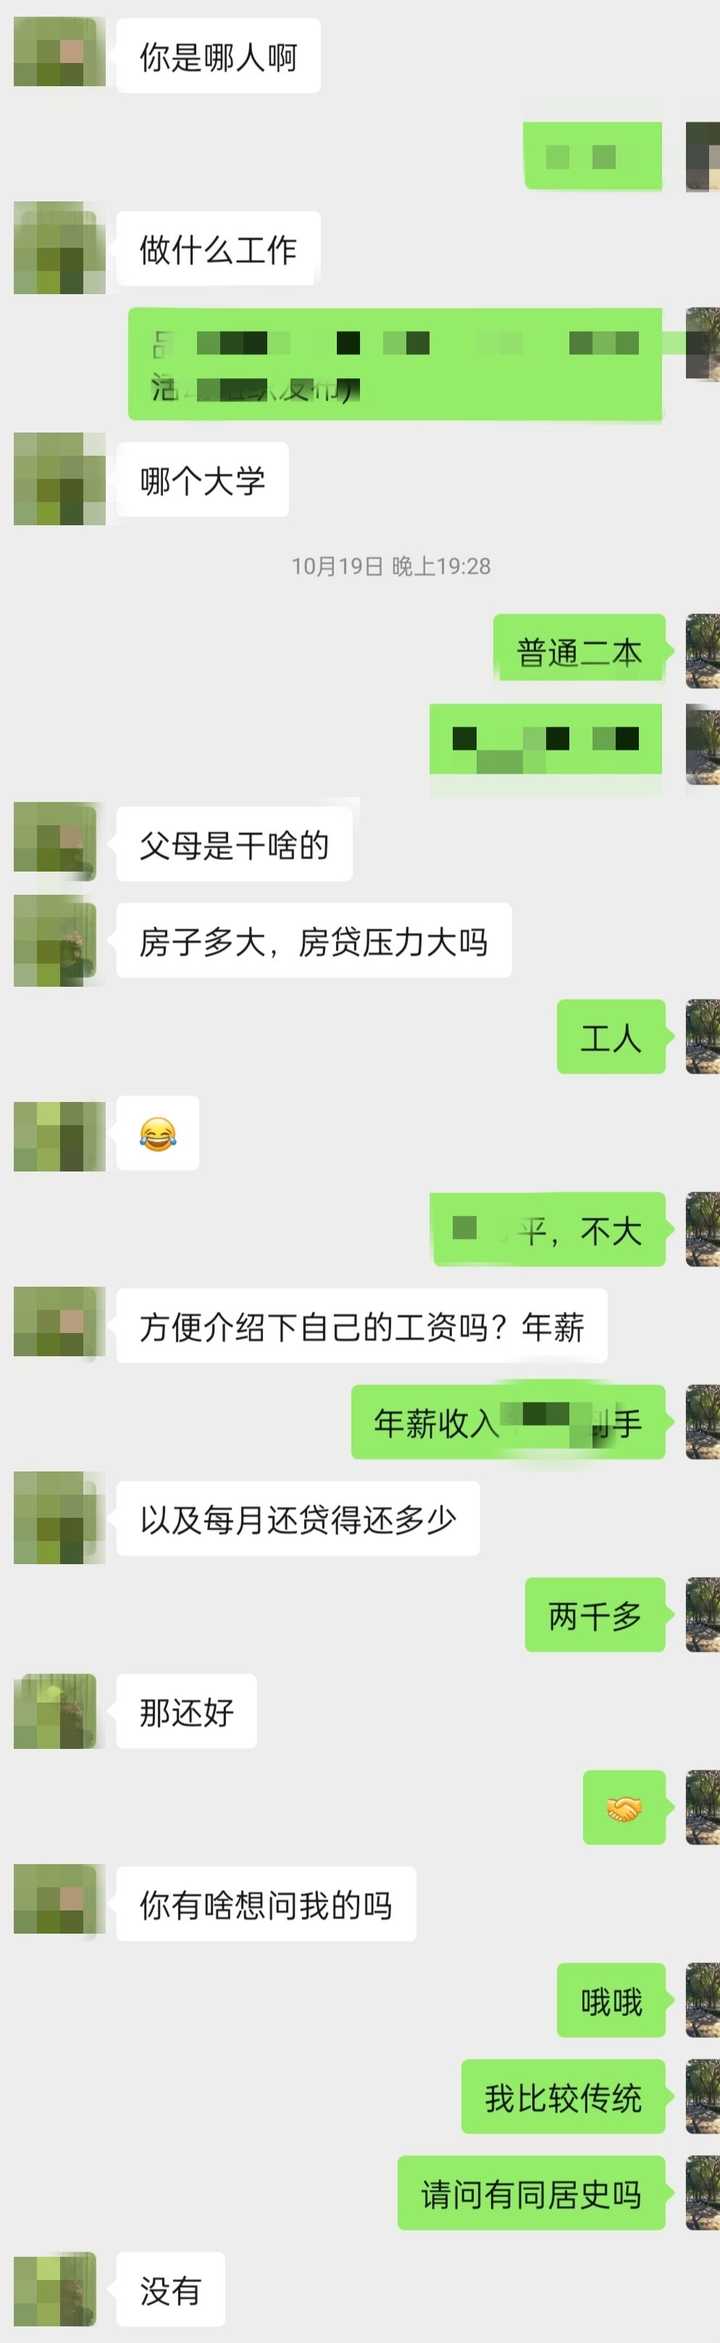 你是哪人啊
做什么工作
哪个大学
10月19日 晚上19:28
普通二本
父母是干啥的
房子多大，房贷压力大吗
工人
😂
平，不大
方便介绍下自己的工资吗？年薪
年薪收入 到手
以及每月还贷得还多少
两千多
那还好
🤝
你有啥想问我的吗
哦哦
我比较传统
请问有同居史吗
没有